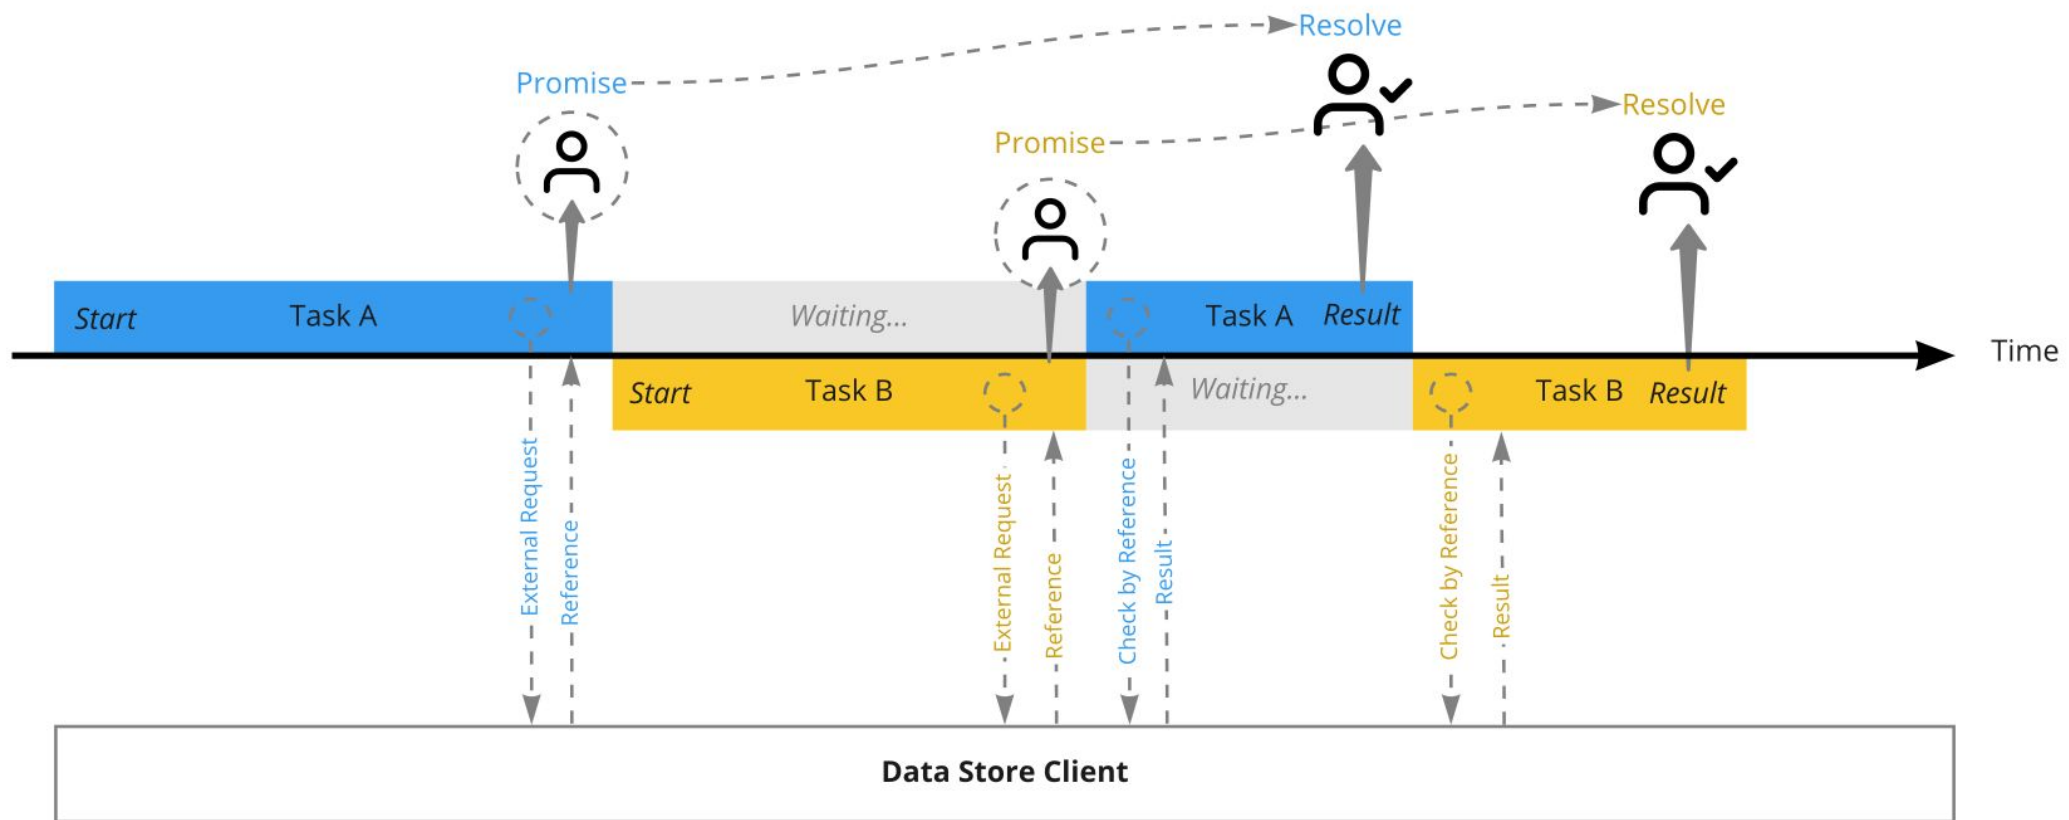 Resolve
Promise
Resolve
Promise
Start Task A Waiting... Task A Result
Time
Start Task B Waiting... Task B Result
External Request
Reference
External Request
Reference
Check by Reference
Result
Check by Reference
Result
Data Store Client